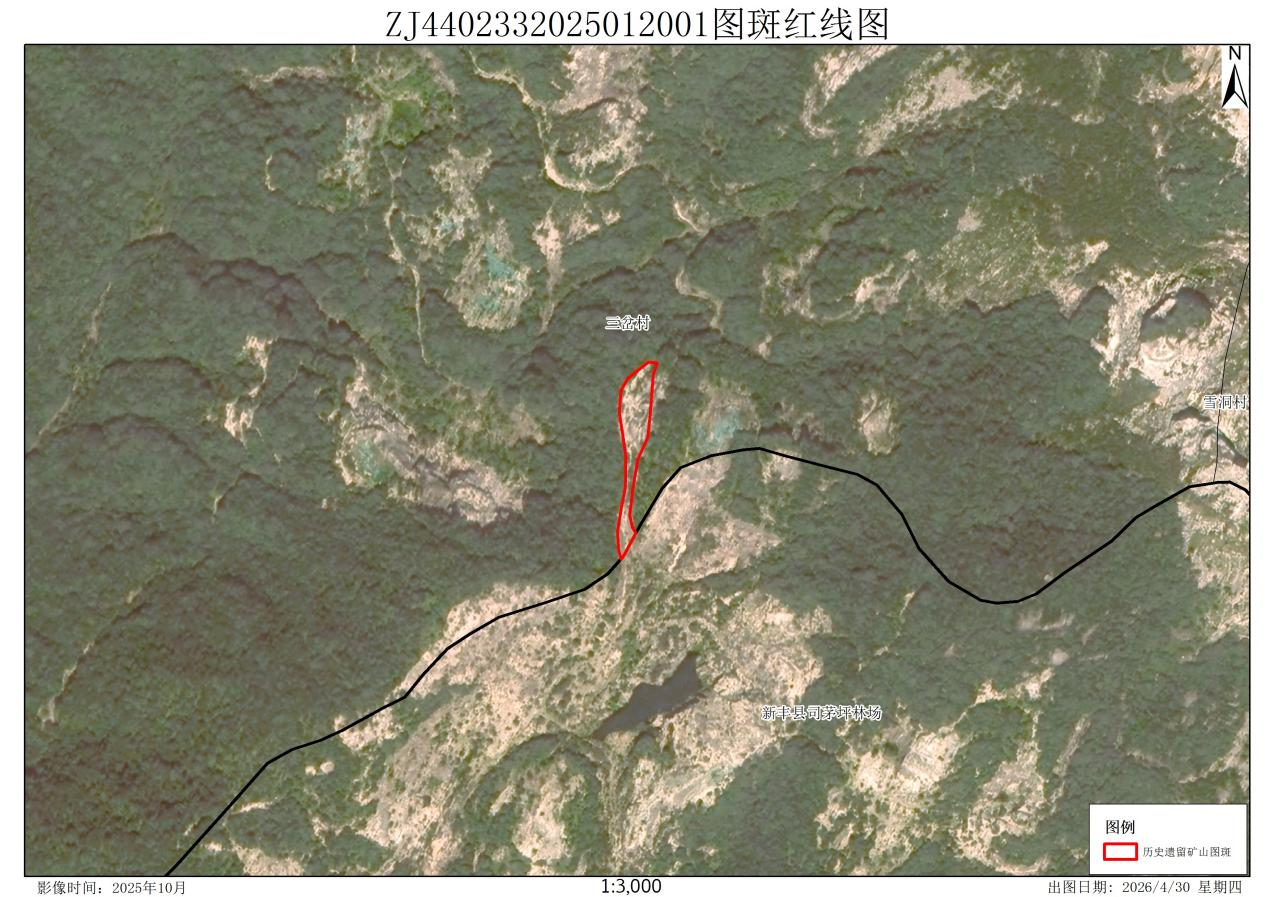 ZJ4402332025012001图斑红线图
N
三岔村
雪洞村
新丰县司茅坪林场
图例
历史遗留矿山图斑
影像时间：2025年10月
1:3,000
出图日期：2026/4/30 星期四